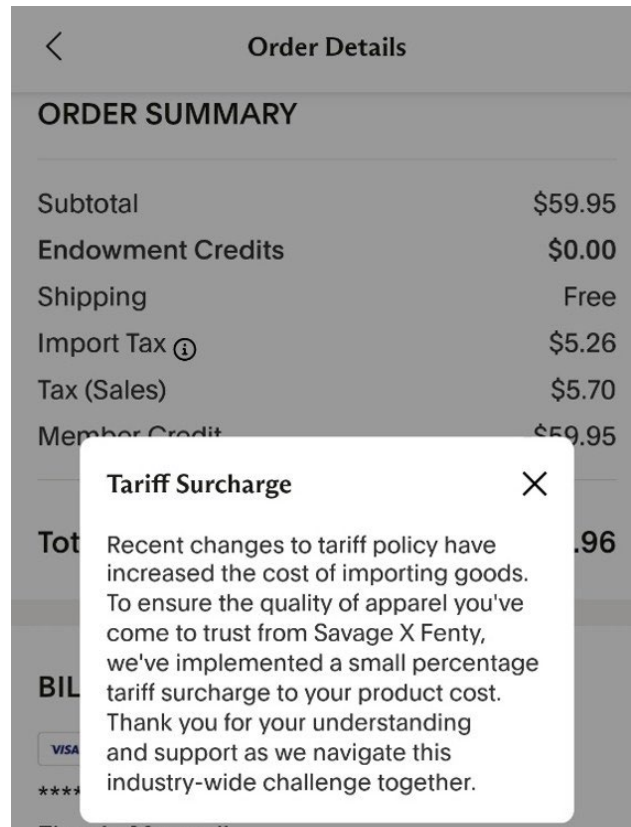 Order Details
ORDER SUMMARY
Subtotal $59.95
Endowment Credits $0.00
Shipping Free
Import Tax $5.26
Tax (Sales) $5.70
Member Credit $59.95
Tot .96
Tariff Surcharge
Recent changes to tariff policy have
increased the cost of importing goods.
To ensure the quality of apparel you've
come to trust from Savage X Fenty,
we've implemented a small percentage
tariff surcharge to your product cost.
Thank you for your understanding
and support as we navigate this
industry-wide challenge together.
BIL
VISA
****